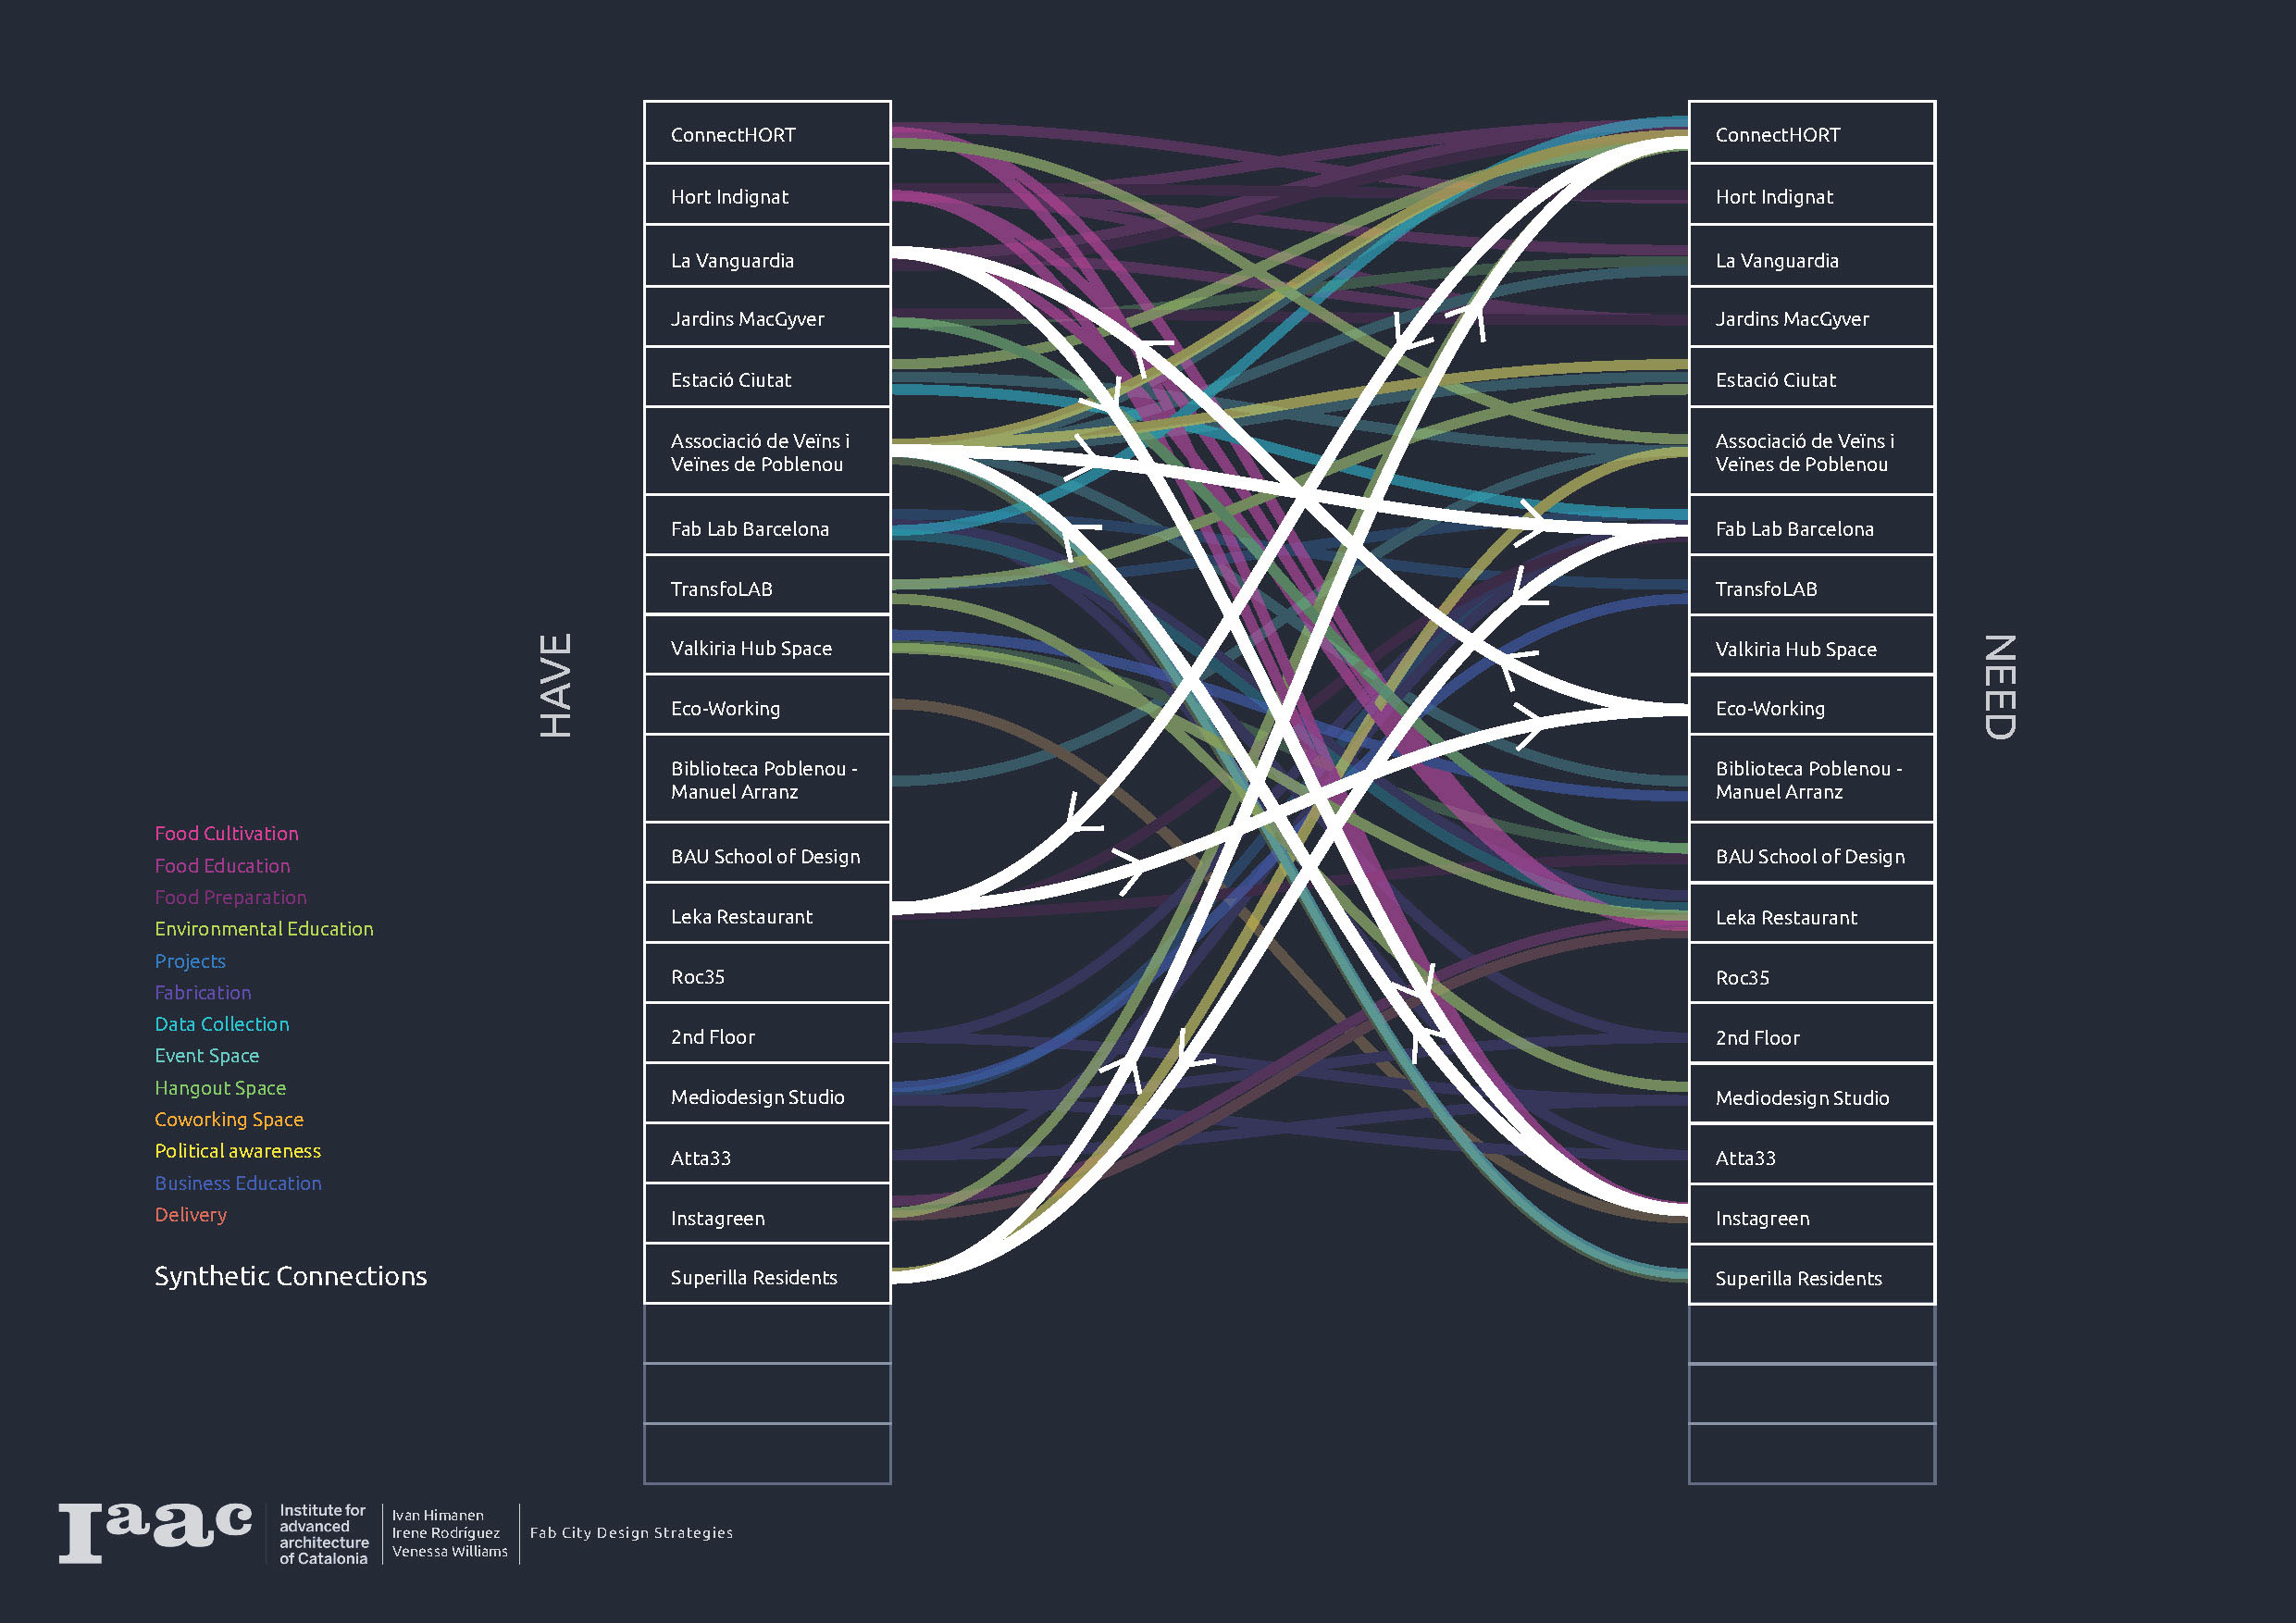 HAVE
ConnectHORT
Hort Indignat
La Vanguardia
Jardins MacGyver
Estació Ciutat
Associació de Veïns i
Veïnes de Poblenou
Fab Lab Barcelona
TransfoLAB
Valkiria Hub Space
Eco-Working
Biblioteca Poblenou -
Manuel Arranz
BAU School of Design
Leka Restaurant
Roc35
2nd Floor
Mediodesign Studio
Atta33
Instagreen
Superilla Residents
NEED
ConnectHORT
Hort Indignat
La Vanguardia
Jardins MacGyver
Estació Ciutat
Associació de Veïns i
Veïnes de Poblenou
Fab Lab Barcelona
TransfoLAB
Valkiria Hub Space
Eco-Working
Biblioteca Poblenou -
Manuel Arranz
BAU School of Design
Leka Restaurant
Roc35
2nd Floor
Mediodesign Studio
Atta33
Instagreen
Superilla Residents
Food Cultivation
Food Education
Food Preparation
Environmental Education
Projects
Fabrication
Data Collection
Event Space
Hangout Space
Coworking Space
Political awareness
Business Education
Delivery
Synthetic Connections
Iaac
Institute for
advanced
architecture
of Catalonia
Ivan Himanen
Irene Rodríguez
Venessa Williams
Fab City Design Strategies